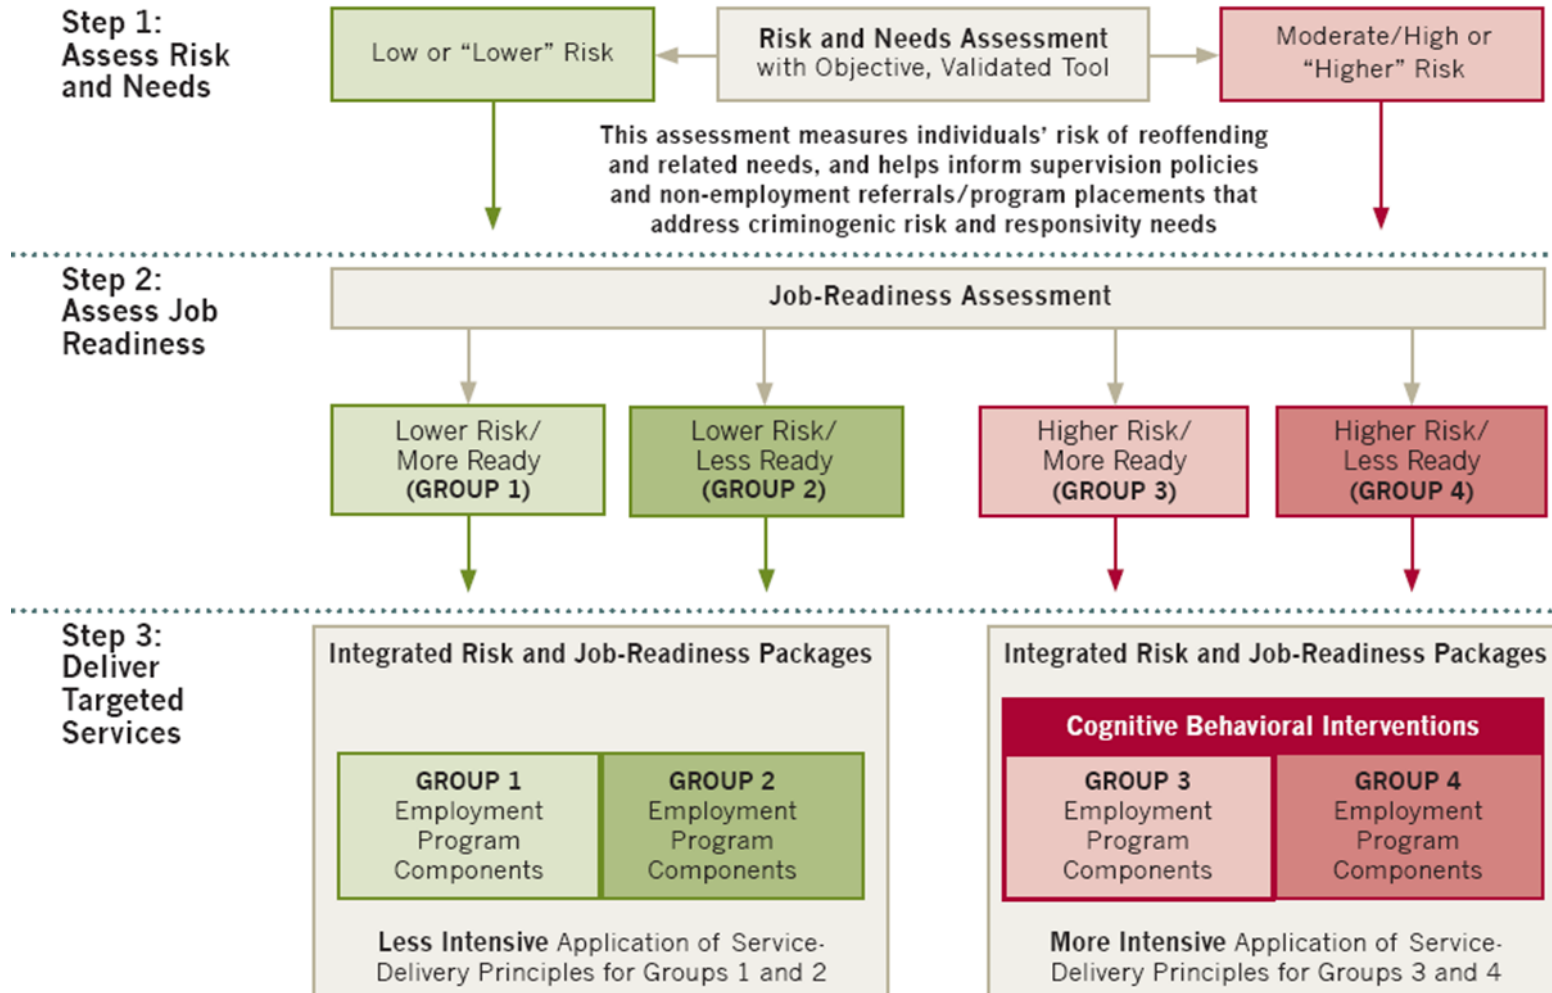 Step 1:
Assess Risk
and Needs
Low or “Lower” Risk
Risk and Needs Assessment
with Objective, Validated Tool
Moderate/High or
“Higher” Risk
This assessment measures individuals’ risk of reoffending
and related needs, and helps inform supervision policies
and non-employment referrals/program placements that
address criminogenic risk and responsivity needs
Step 2:
Assess Job
Readiness
Job-Readiness Assessment
Lower Risk/
More Ready
(GROUP 1)
Lower Risk/
Less Ready
(GROUP 2)
Higher Risk/
More Ready
(GROUP 3)
Higher Risk/
Less Ready
(GROUP 4)
Step 3:
Deliver
Targeted
Services
Integrated Risk and Job-Readiness Packages
GROUP 1
Employment
Program
Components
GROUP 2
Employment
Program
Components
Less Intensive Application of Service-
Delivery Principles for Groups 1 and 2
Integrated Risk and Job-Readiness Packages
Cognitive Behavioral Interventions
GROUP 3
Employment
Program
Components
GROUP 4
Employment
Program
Components
More Intensive Application of Service-
Delivery Principles for Groups 3 and 4